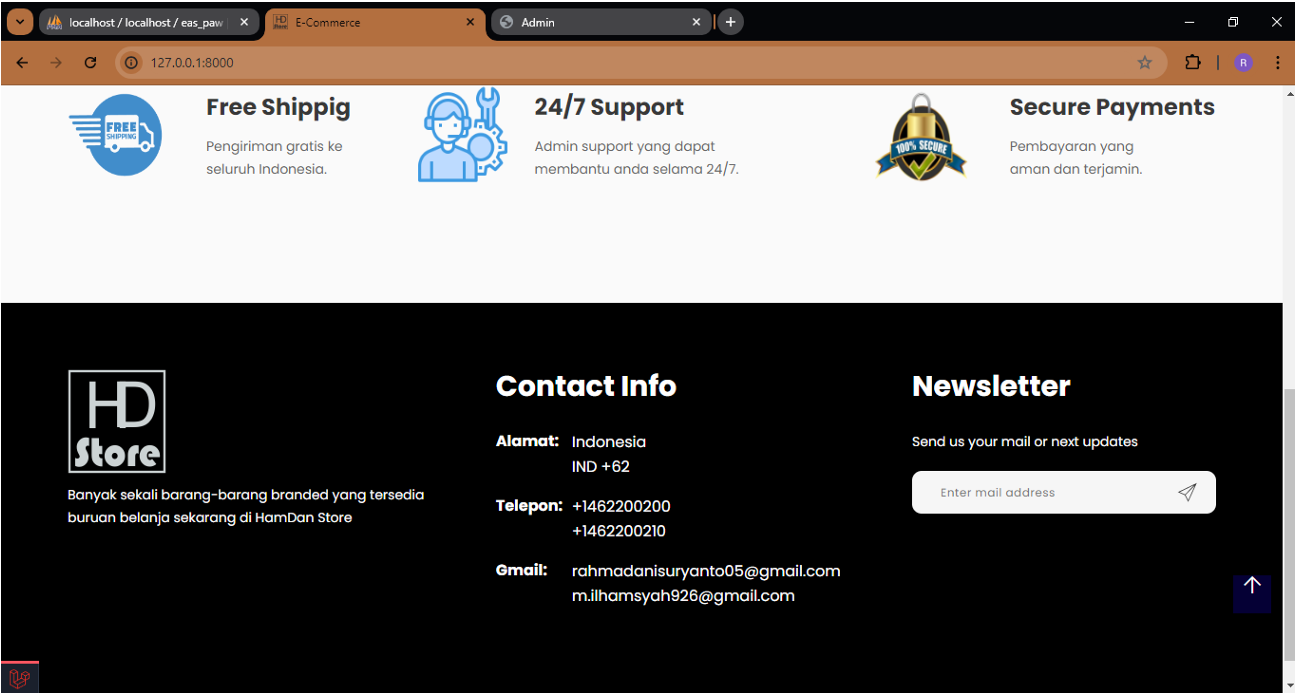 localhost / localhost / eas_paw
E-Commerce
Admin
127.0.0.1:8000
R
FREE
SHIPPING
Free Shippig
Pengiriman gratis ke
seluruh Indonesia.
24/7 Support
Admin support yang dapat
membantu anda selama 24/7.
100% SECURE
Secure Payments
Pembayaran yang
aman dan terjamin.
HD
Store
Banyak sekali barang-barang branded yang tersedia
buruan belanja sekarang di HamDan Store
Contact Info
Alamat: Indonesia
IND +62
Telepon: +1462200200
+1462200210
Gmail: rahmadanisuryanto05@gmail.com
m.ilhamsyah926@gmail.com
Newsletter
Send us your mail or next updates
Enter mail address